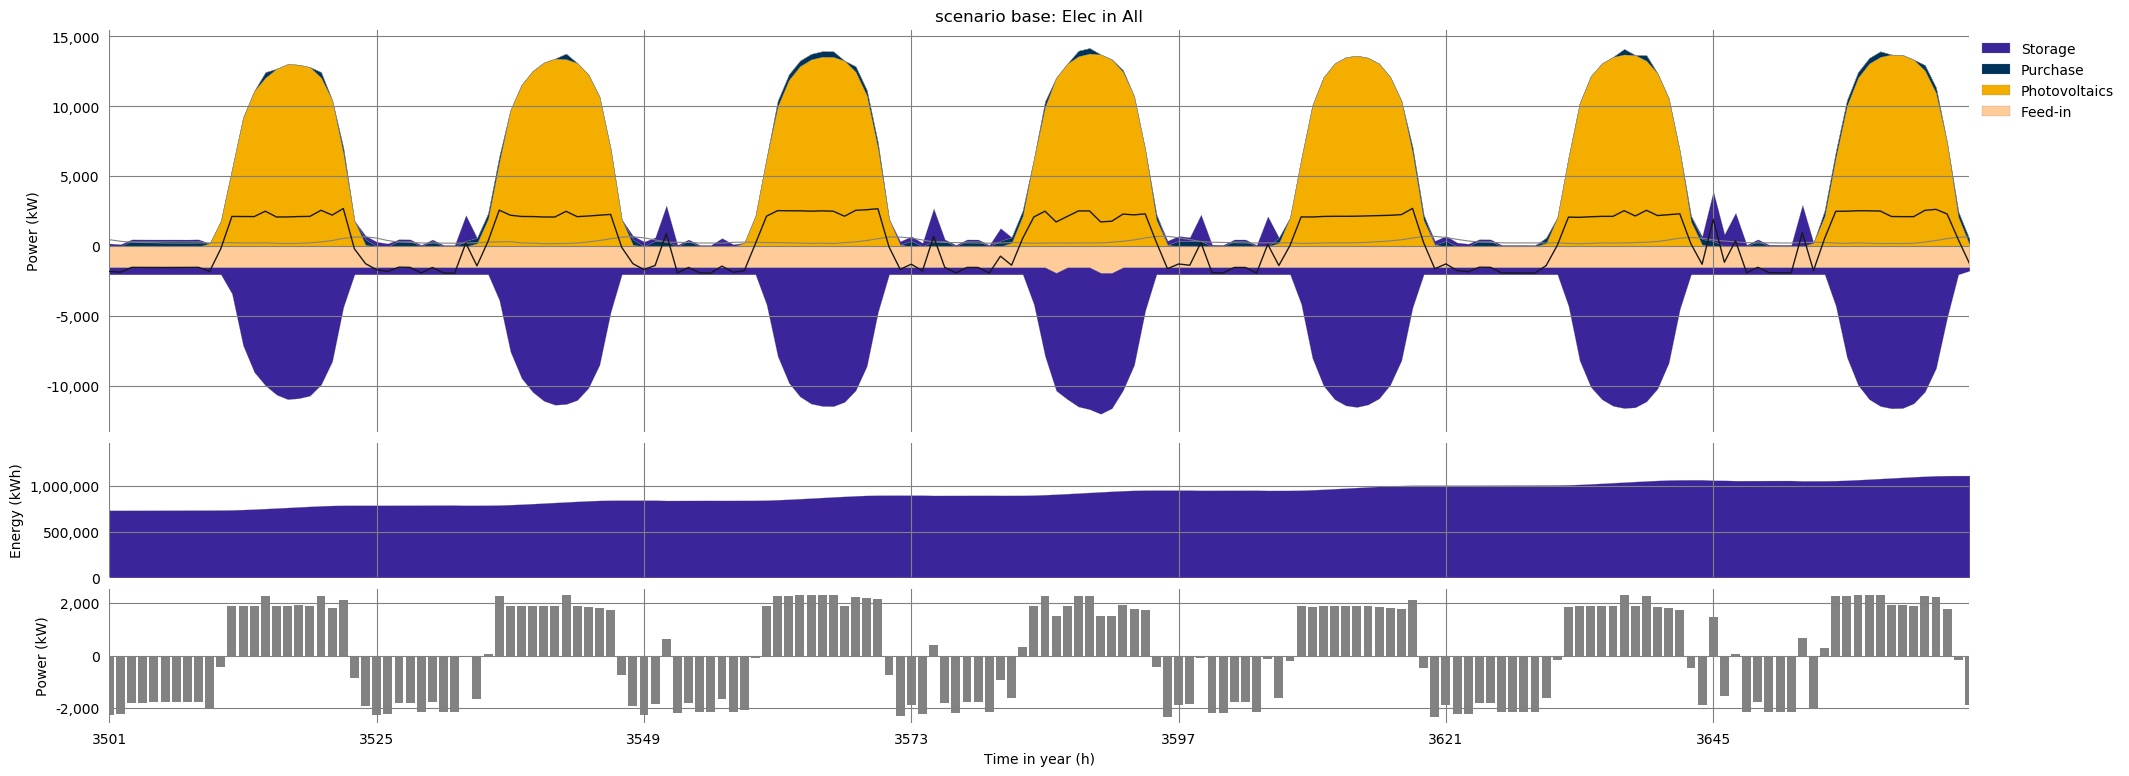 scenario base: Elec in All
15,000
10,000
5,000
0
-5,000
-10,000
Power (kW)
Storage
Purchase
Photovoltaics
Feed-in
1,000,000
500,000
0
Energy (kWh)
2,000
0
-2,000
Power (kW)
3501
3525
3549
3573
3597
3621
3645
Time in year (h)